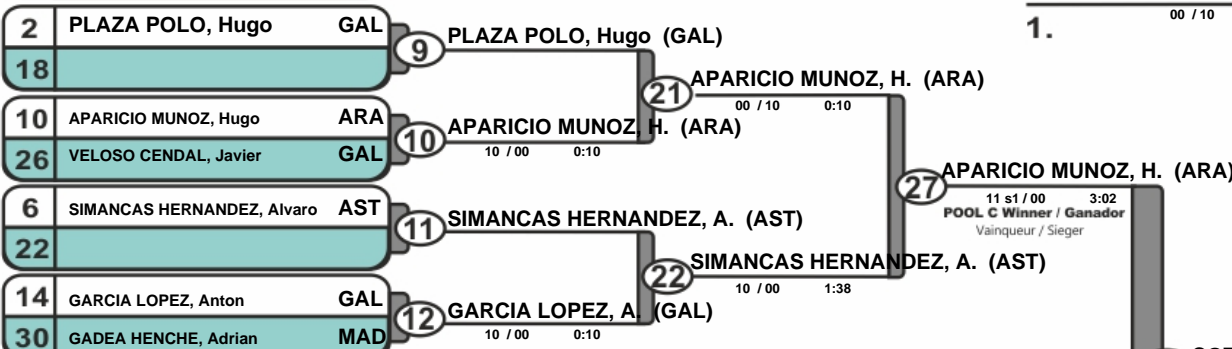 00 / 10
1.
2 PLAZA POLO, Hugo GAL
18
9 PLAZA POLO, Hugo (GAL)
10 APARICIO MUNOZ, Hugo ARA
26 VELOSO CENDAL, Javier GAL
10 APARICIO MUNOZ, H. (ARA)
10 / 00 0:10
21 APARICIO MUNOZ, H. (ARA)
00 / 10 0:10
6 SIMANCAS HERNANDEZ, Alvaro AST
22
11 SIMANCAS HERNANDEZ, A. (AST)
14 GARCIA LOPEZ, Anton GAL
30 GADEA HENCHE, Adrian MAD
12 GARCIA LOPEZ, A. (GAL)
10 / 00 0:10
22 SIMANCAS HERNANDEZ, A. (AST)
10 / 00 1:38
27 APARICIO MUNOZ, H. (ARA)
11 s1 / 00 3:02
POOL C Winner / Ganador
Vainqueur / Sieger